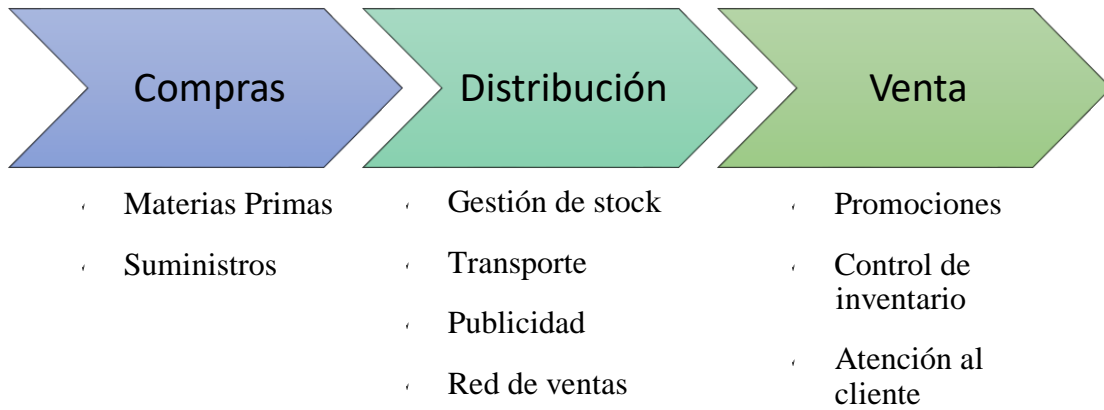 Compras
Distribución
Venta
Materias Primas
Suministros
Gestión de stock
Transporte
Publicidad
Red de ventas
Promociones
Control de
inventario
Atención al
cliente